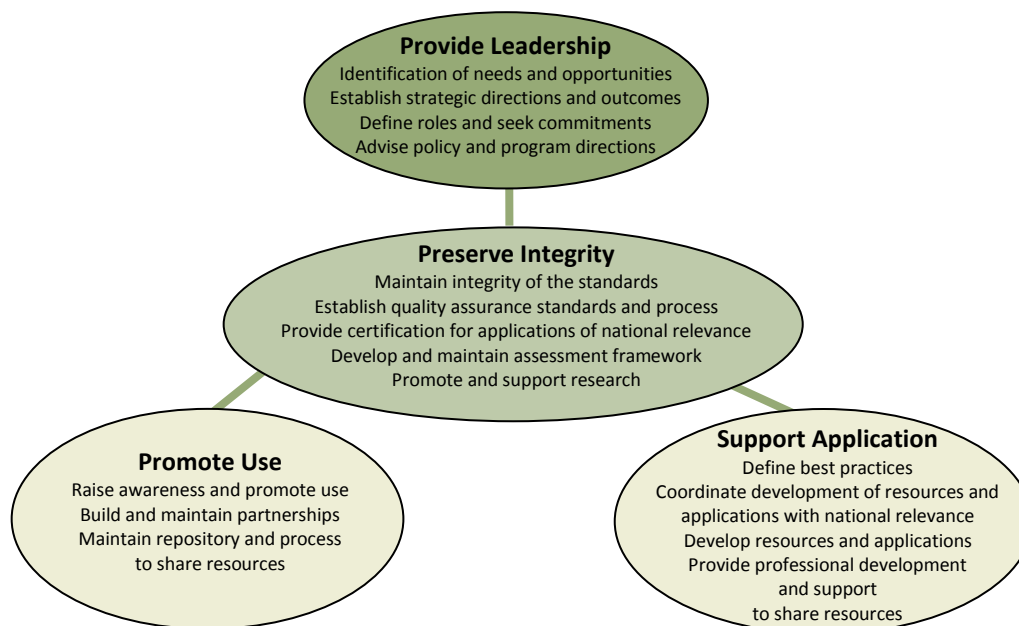 Provide Leadership
Identification of needs and opportunities
Establish strategic directions and outcomes
Define roles and seek commitments
Advise policy and program directions
Preserve Integrity
Maintain integrity of the standards
Establish quality assurance standards and process
Provide certification for applications of national relevance
Develop and maintain assessment framework
Promote and support research
Promote Use
Raise awareness and promote use
Build and maintain partnerships
Maintain repository and process
to share resources
Support Application
Define best practices
Coordinate development of resources and
applications with national relevance
Develop resources and applications
Provide professional development
and support
to share resources